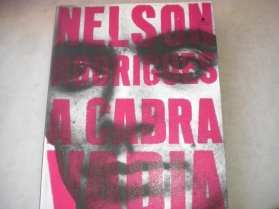 NELSON
RODRIGUES
A CABRA
VADIA